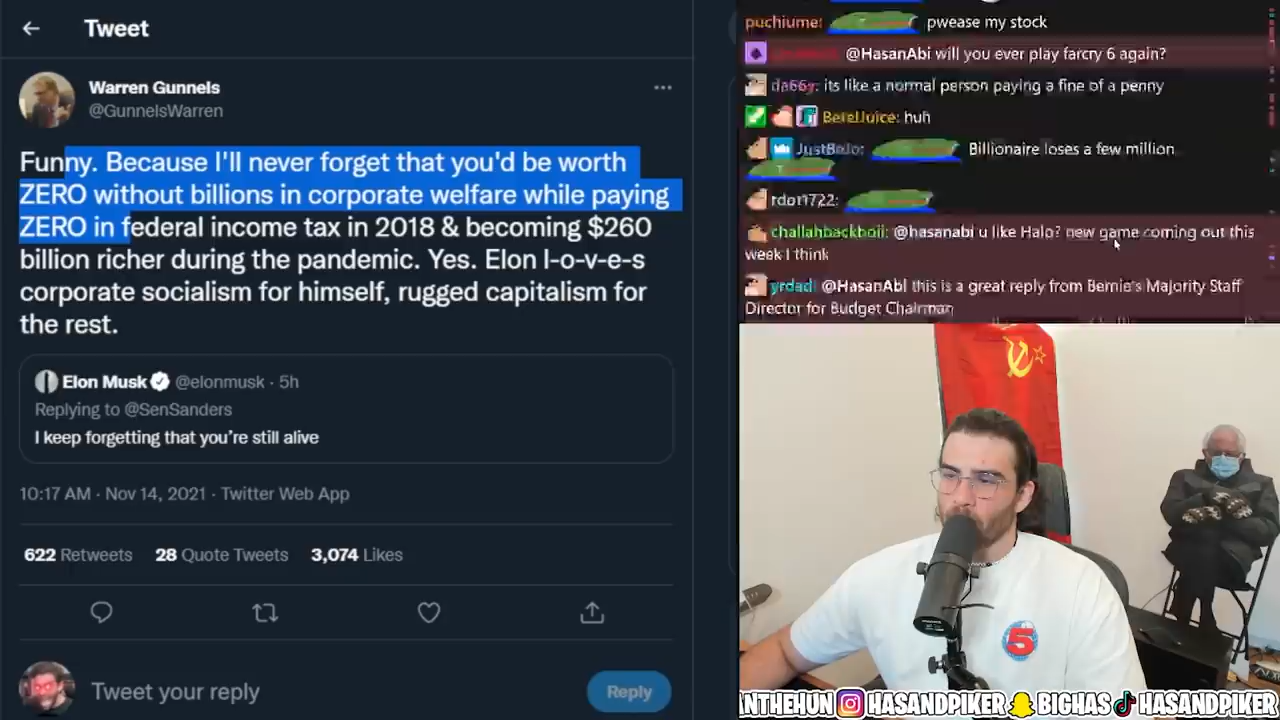 Tweet
Warren Gunnels
@GunnelsWarren
Funny. Because I'll never forget that you'd be worth
ZERO without billions in corporate welfare while paying
ZERO in federal income tax in 2018 & becoming $260
billion richer during the pandemic. Yes. Elon l-o-v-e-s
corporate socialism for himself, rugged capitalism for
the rest.
Elon Musk @elonmusk · 5h
Replying to @SenSanders
I keep forgetting that you're still alive
10:17 AM · Nov 14, 2021 · Twitter Web App
622 Retweets 28 Quote Tweets 3,074 Likes
Tweet your reply
Reply
puchiume: pwease my stock
@HasanAbi will you ever play farcry 6 again?
its like a normal person paying a fine of a penny
BeteIJuice: huh
Billionaire loses a few million
rdori722:
challahbackboii: @hasanabi u like Halo? new game coming out this
week I think
yrdad: @HasanAbI this is a great reply from Bernie's Majority Staff
Director for Budget Chairman
5
ANTHEHUN HASANDPIKER BIGHAS HASANDPIKER